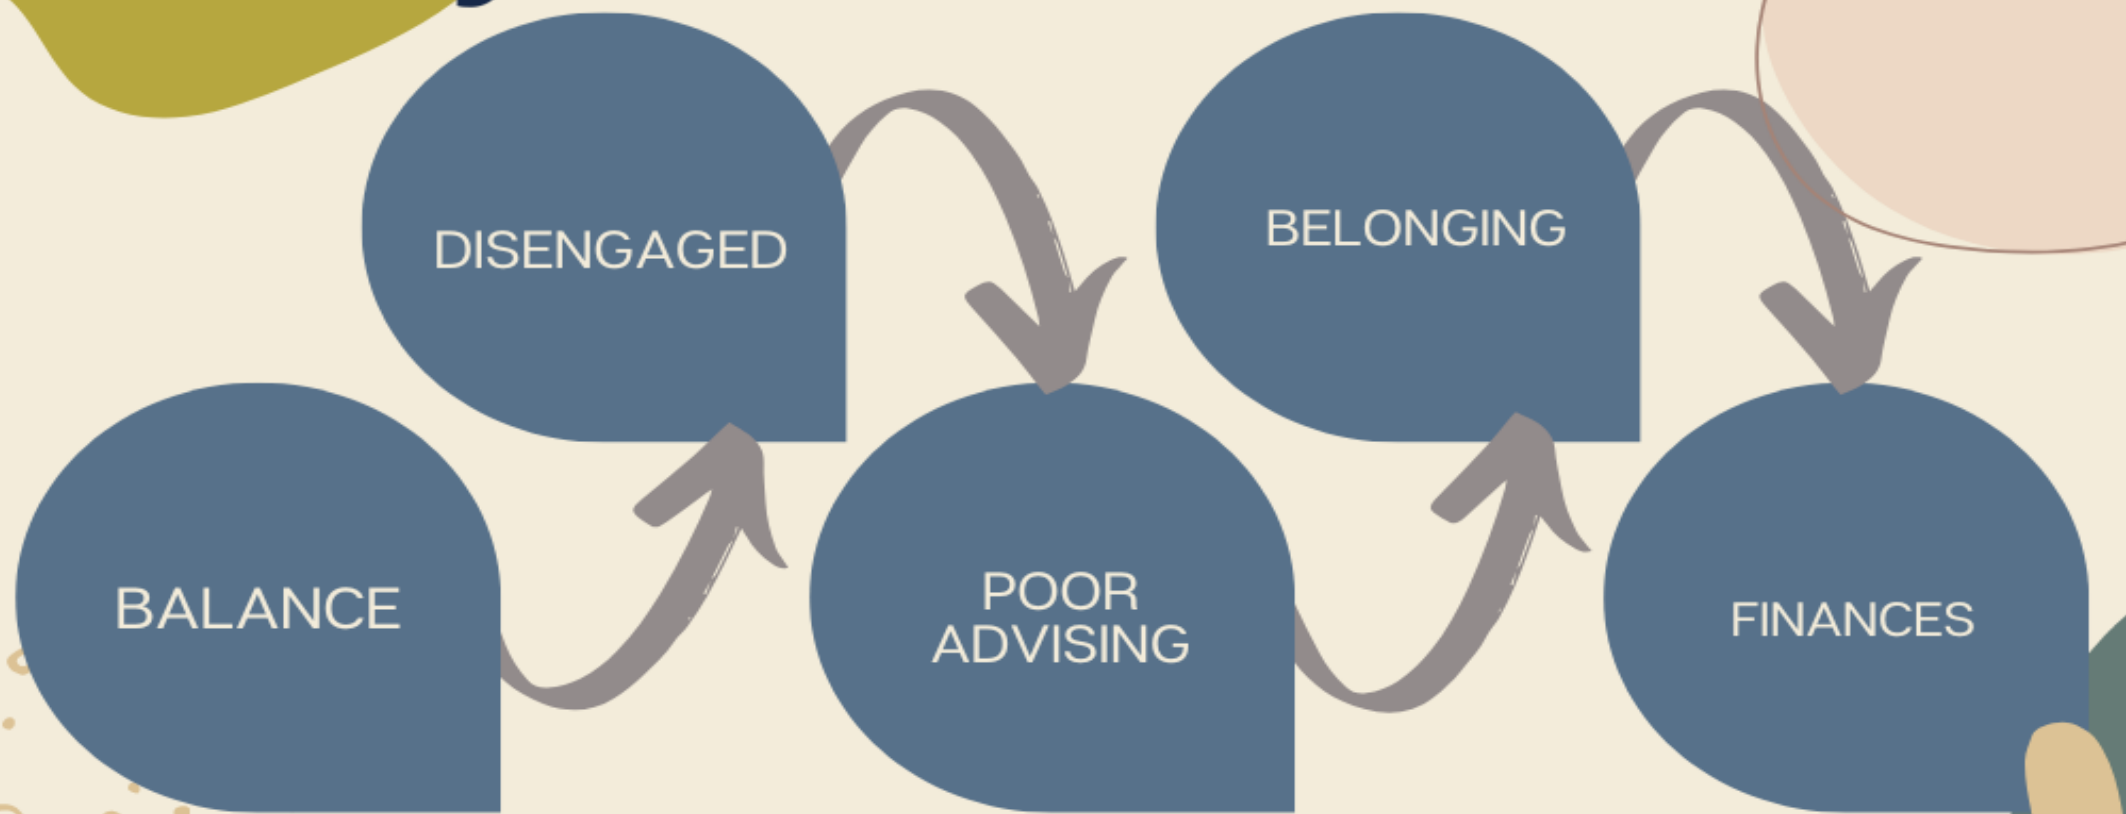 BALANCE
DISENGAGED
POOR
ADVISING
BELONGING
FINANCES